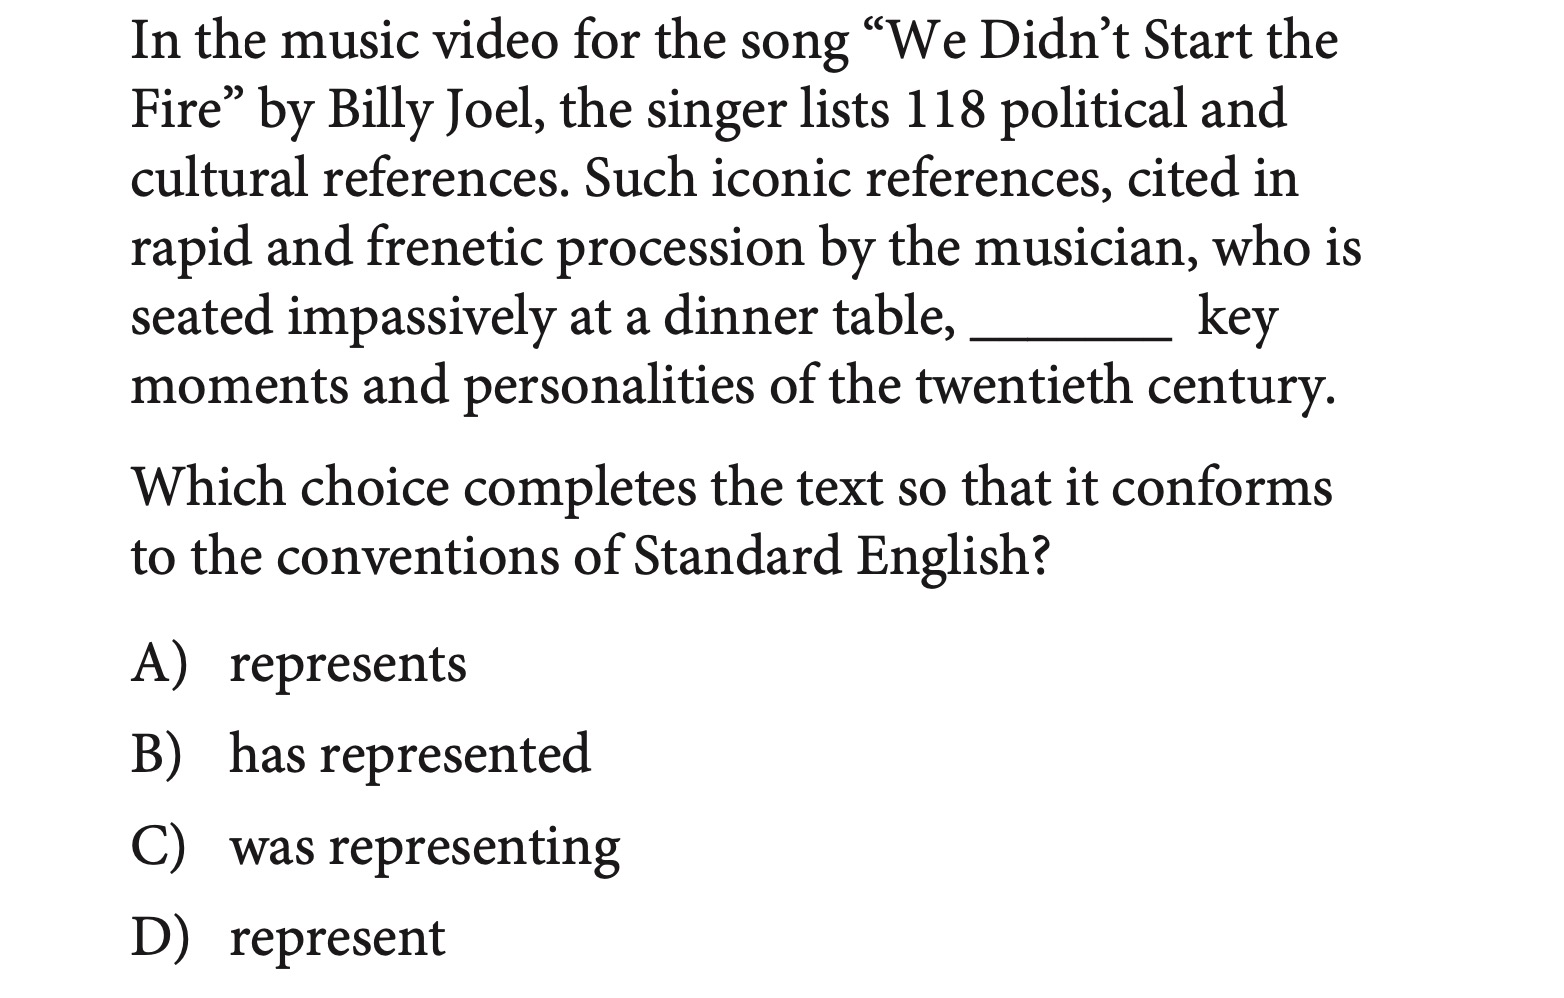 In the music video for the song “We Didn’t Start the
Fire” by Billy Joel, the singer lists 118 political and
cultural references. Such iconic references, cited in
rapid and frenetic procession by the musician, who is
seated impassively at a dinner table, _______ key
moments and personalities of the twentieth century.
Which choice completes the text so that it conforms
to the conventions of Standard English?
A) represents
B) has represented
C) was representing
D) represent